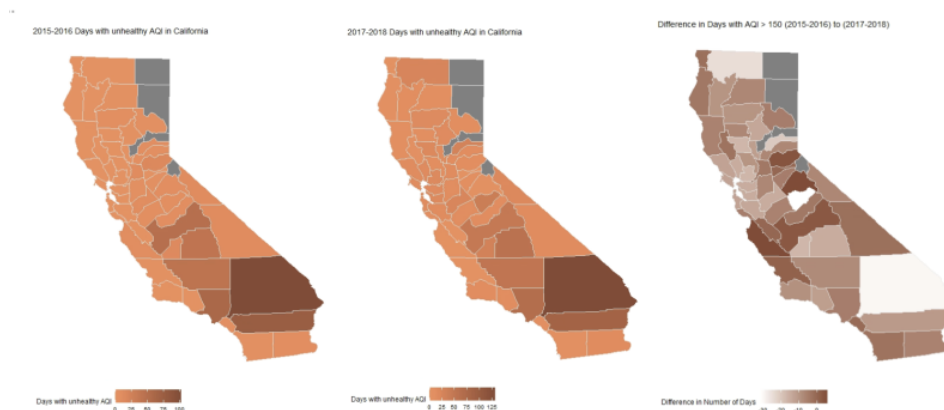 2015-2016 Days with unhealthy AQI in California
2017-2018 Days with unhealthy AQI in California
Difference in Days with AQI > 150 (2015-2016) to (2017-2018)
Days with unhealthy AQI
0 25 50 75 100
Days with unhealthy AQI
0 25 50 75 100 125
Difference in Number of Days